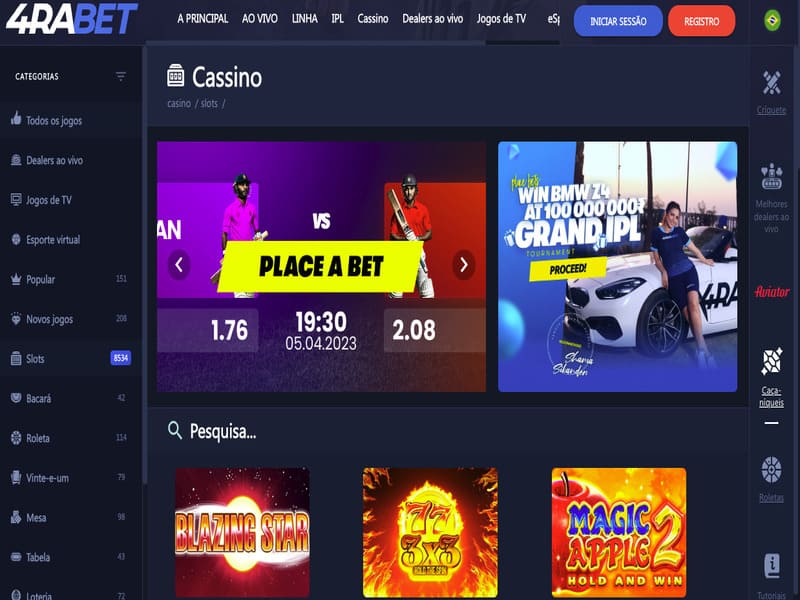 4RABET
A PRINCIPAL AO VIVO LINHA IPL Cassino Dealers ao vivo Jogos de TV eSp
INICIAR SESSÃO
REGISTRO
CATEGORIAS
Todos os jogos
Dealers ao vivo
Jogos de TV
Esporte virtual
Popular 151
Novos jogos 208
Slots 8534
Bacará 42
Roleta 114
Vinte-e-um 79
Mesa 98
Tabela 43
Loteria 72
Cassino
casino / slots /
AN
VS
PLACE A BET
1.76
19:30
05.04.2023
2.08
place bets
WIN BMW Z4
AT 100 000 000₹
GRAND IPL
TOURNAMENT
PROCEED!
Shama
Sikander
4RA
Pesquisa...
BLAZING STAR
77
3x3
HOLD THE SPIN
MAGIC
APPLE 2
HOLD AND WIN
Críquete
Melhores
dealers ao
vivo
Aviator
Caça-
níqueis
Roletas
Tutoriais